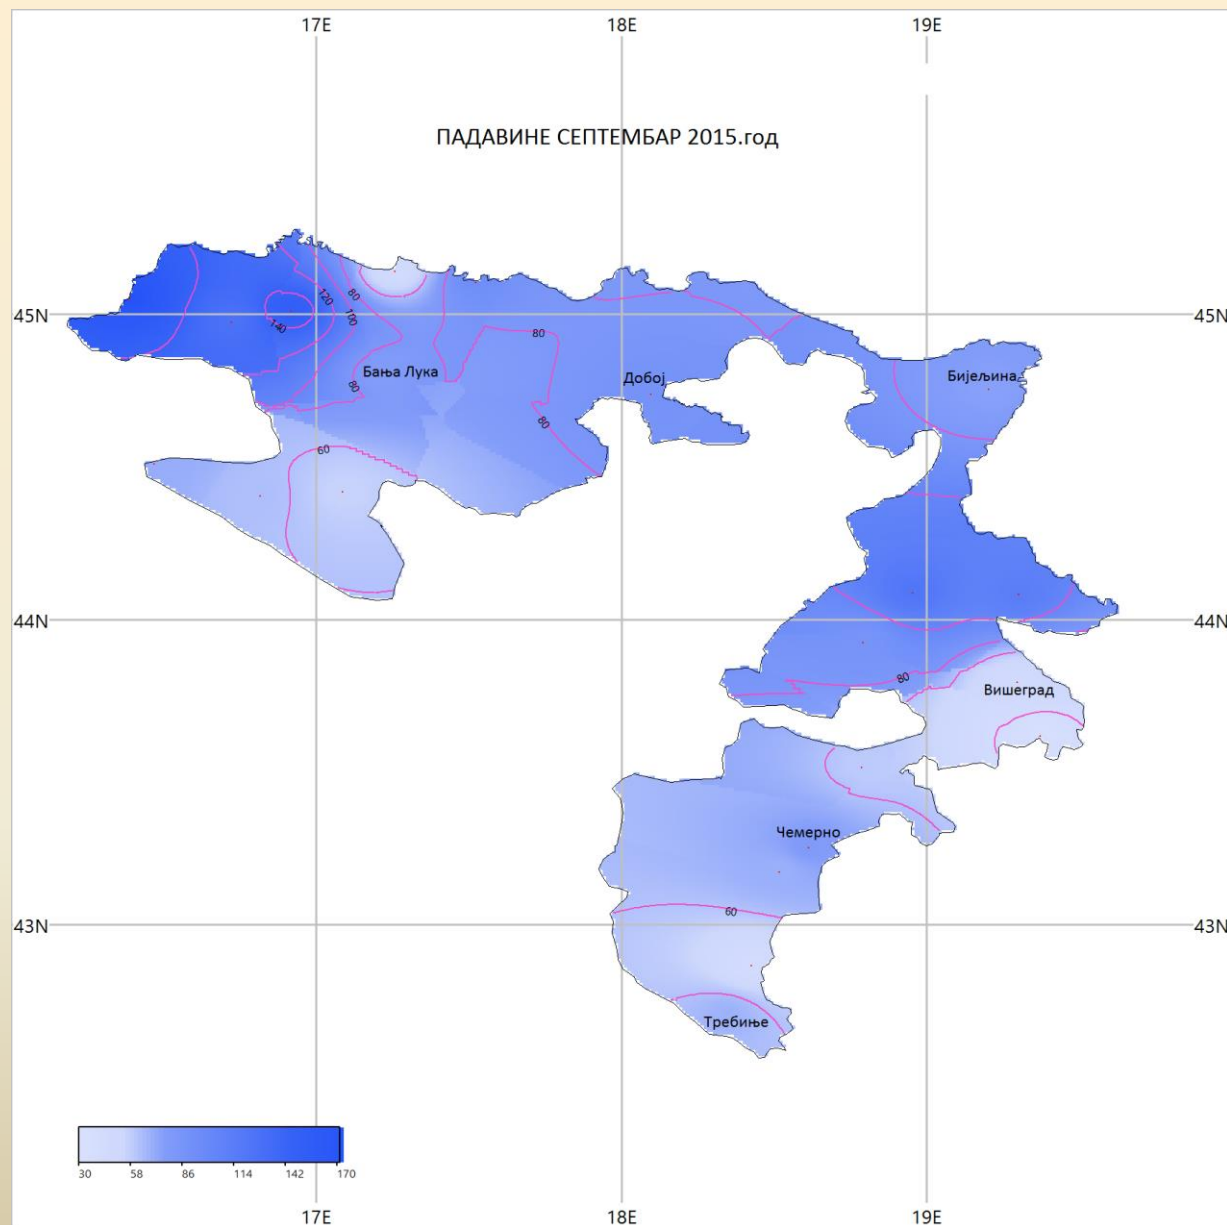 17E 18E 19E
ПАДАВИНЕ СЕПТЕМБАР 2015.год
45N 45N
120 80
100
140
80
80
Бања Лука
Добој
Бијељина
80
60
44N 44N
80
Вишеград
Чемерно
60
43N 43N
Требиње
30 58 86 114 142 170
17E 18E 19E